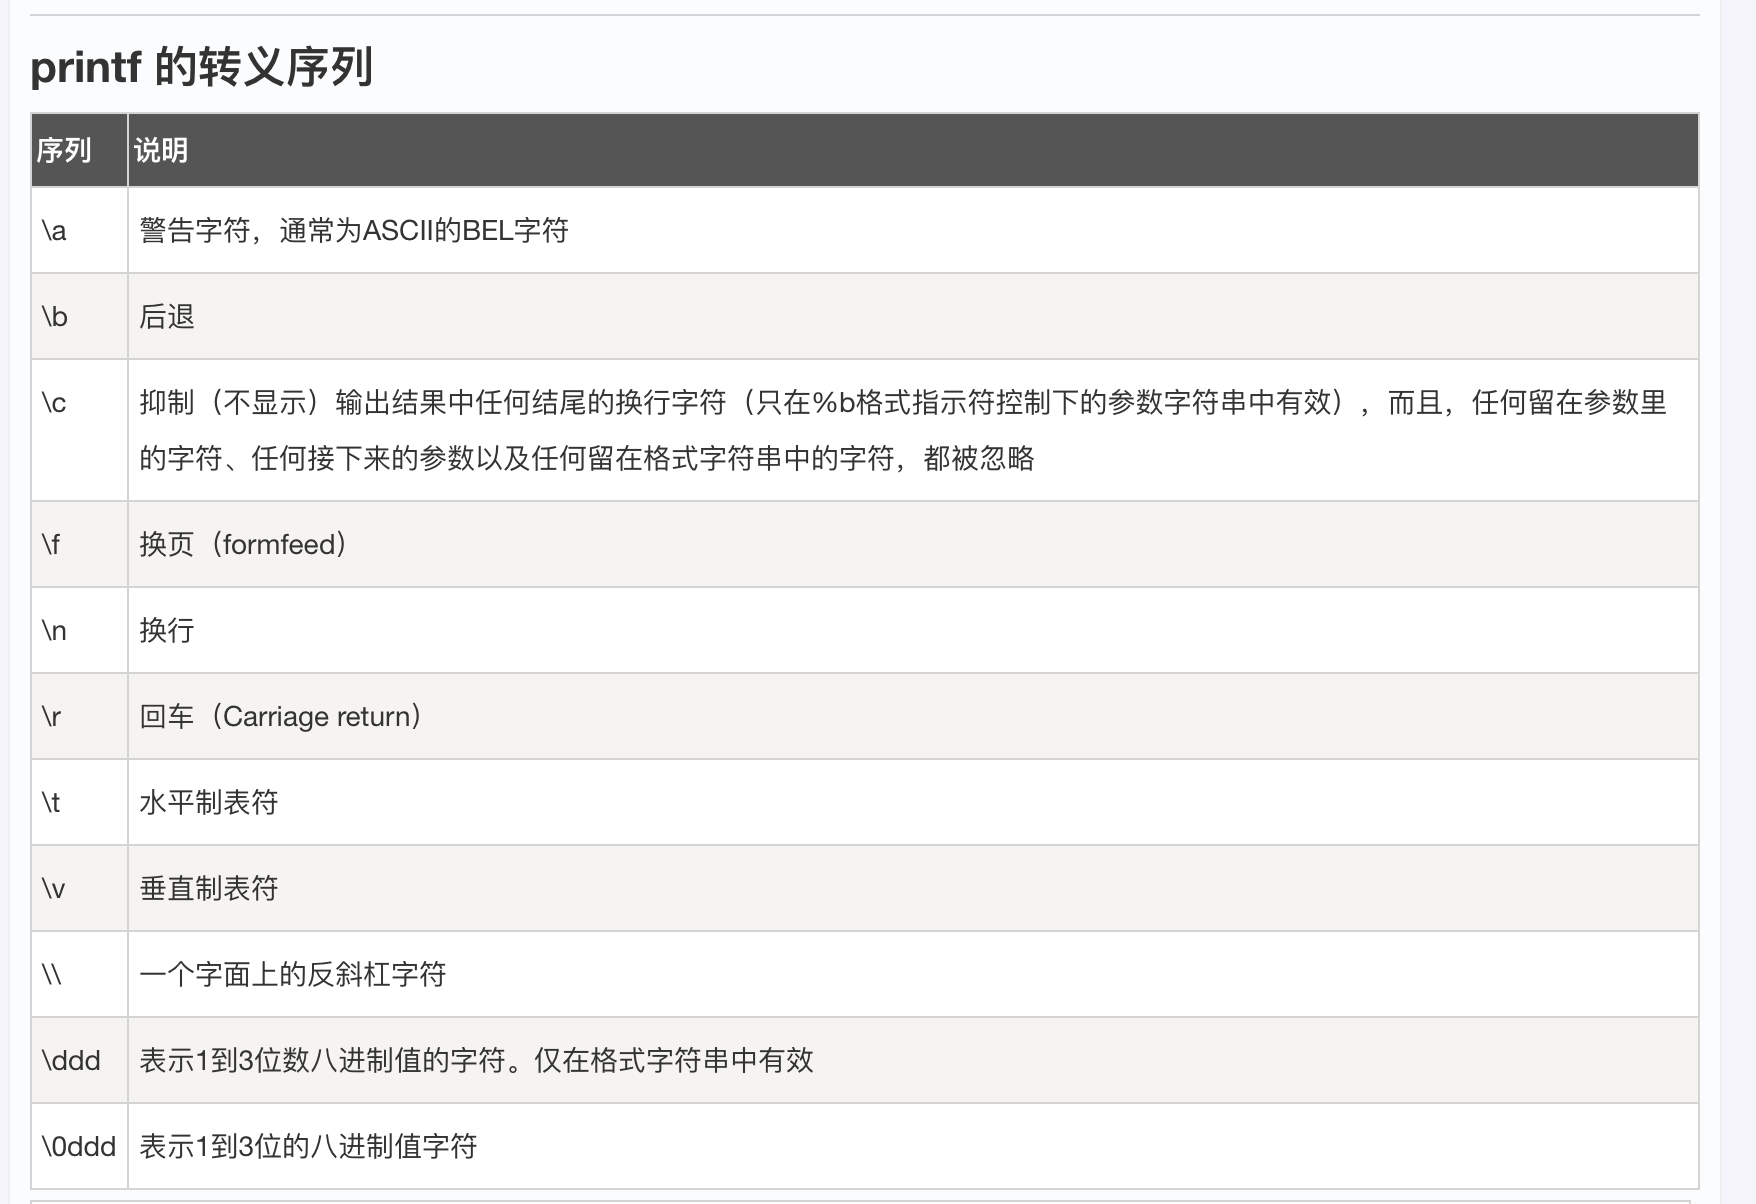 printf 的转义序列
序列 说明
\a 警告字符，通常为ASCII的BEL字符
\b 后退
\c 抑制（不显示）输出结果中任何结尾的换行字符（只在%b格式指示符控制下的参数字符串中有效），而且，任何留在参数里
的字符、任何接下来的参数以及任何留在格式字符串中的字符，都被忽略
\f 换页（formfeed）
\n 换行
\r 回车（Carriage return）
\t 水平制表符
\v 垂直制表符
\\ 一个字面上的反斜杠字符
\ddd 表示1到3位数八进制值的字符。仅在格式字符串中有效
\0ddd 表示1到3位的八进制值字符